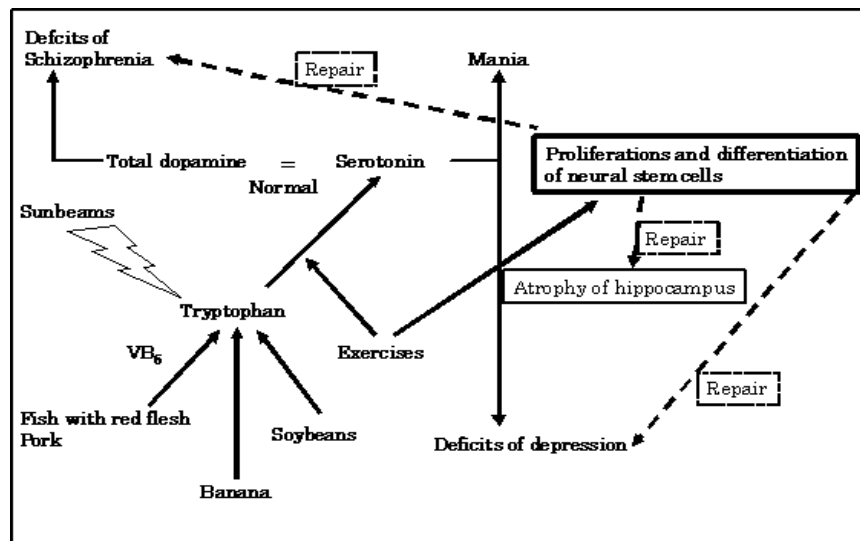 Defcits of
Schizophrenia
Repair
Mania
Total dopamine = Serotonin
Normal
Proliferations and differentiation
of neural stem cells
Sunbeams
Repair
Tryptophan
Atrophy of hippocampus
VB6
Exercises
Repair
Fish with red flesh
Pork
Soybeans
Deficits of depression
Banana